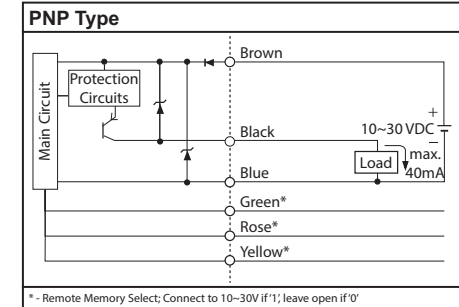 PNP Type
Main Circuit
Protection
Circuits
Brown
Black
Blue
Green*
Rose*
Yellow*
+
10~30 VDC
−
Load
max.
40mA
* - Remote Memory Select; Connect to 10~30V if '1', leave open if '0'